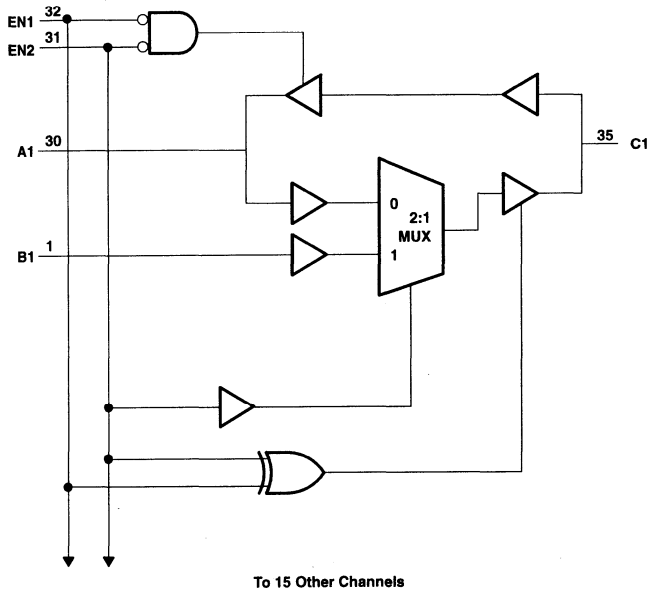 EN1 32
EN2 31
A1 30
35 C1
0
2:1
MUX
B1 1
1
To 15 Other Channels